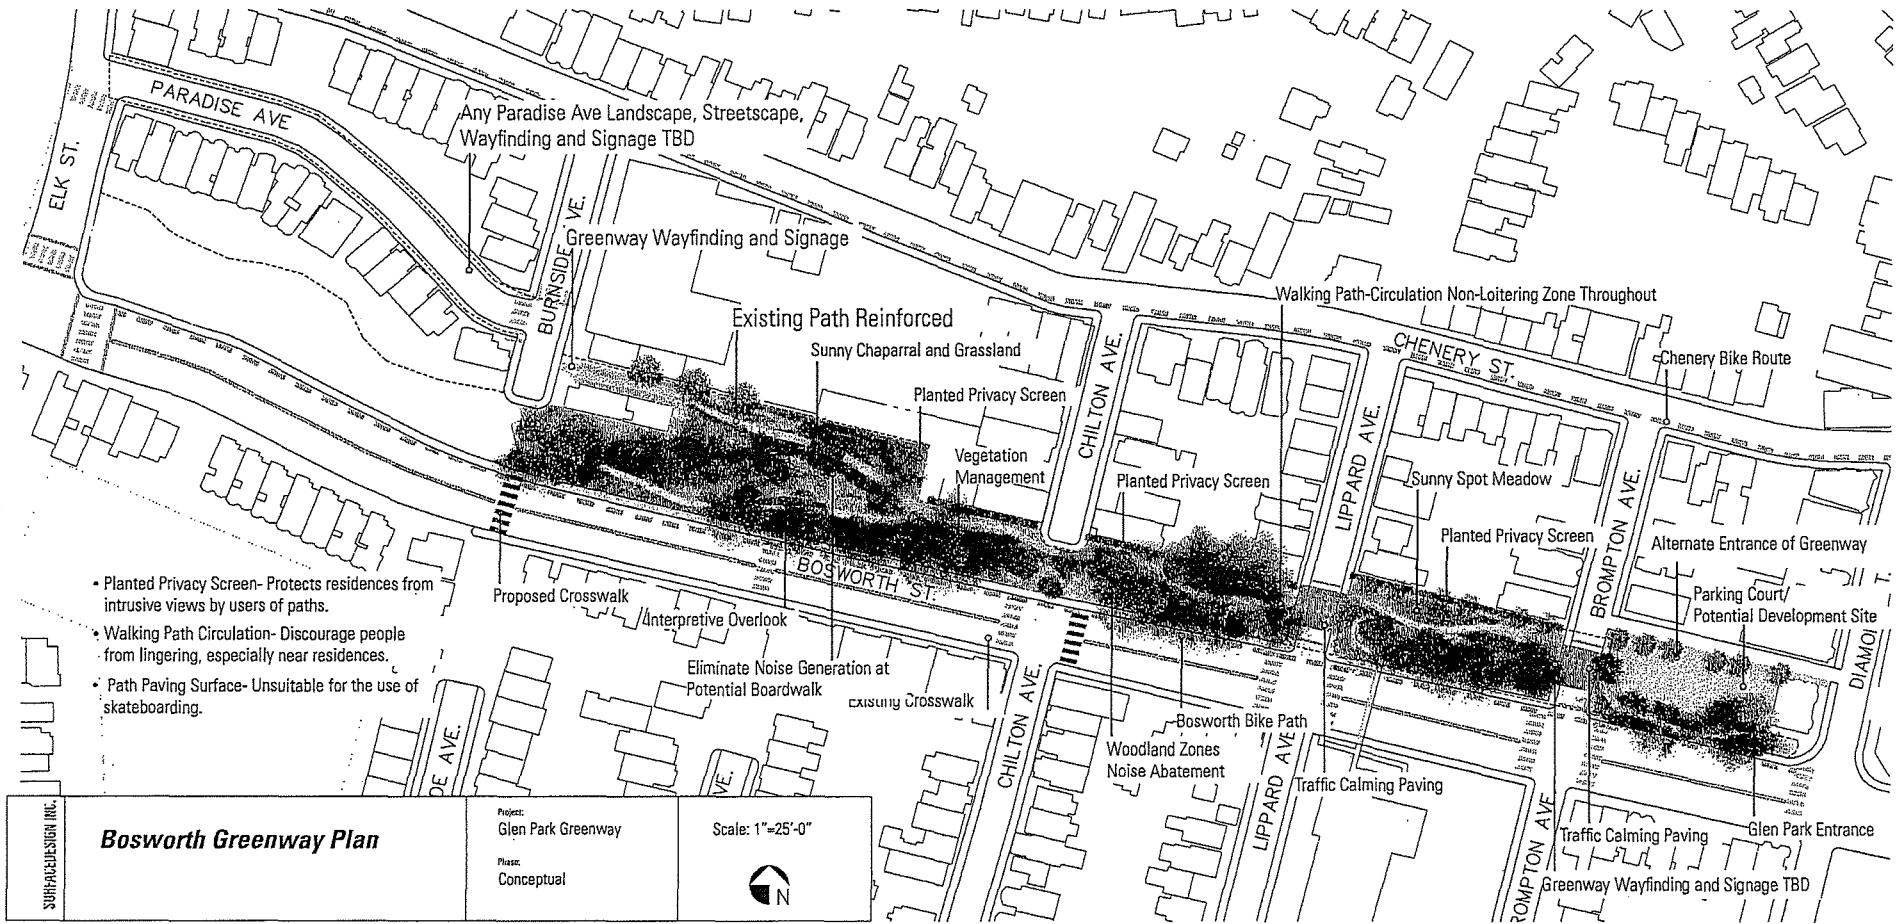 PARADISE AVE
ELK ST.
Any Paradise Ave Landscape, Streetscape,
Wayfinding and Signage TBD
BURNSIDE AVE.
Greenway Wayfinding and Signage
Existing Path Reinforced
Sunny Chaparral and Grassland
Planted Privacy Screen
Vegetation
Management
CHILTON AVE.
Planted Privacy Screen
Walking Path-Circulation Non-Loitering Zone Throughout
CHENERY ST.
Chenery Bike Route
LIPPARD AVE.
Sunny Spot Meadow
Planted Privacy Screen
BROMPTON AVE.
Alternate Entrance of Greenway
Parking Court/
Potential Development Site
DIAMO
T.
BOSWORTH ST.
Proposed Crosswalk
Interpretive Overlook
Eliminate Noise Generation at
Potential Boardwalk
Existing Crosswalk
CHILTON AVE.
Woodland Zones
Noise Abatement
Bosworth Bike Path
LIPPARD AVE
Traffic Calming Paving
ROMPTON AVE
Traffic Calming Paving
Glen Park Entrance
Greenway Wayfinding and Signage TBD
• Planted Privacy Screen- Protects residences from
intrusive views by users of paths.
• Walking Path Circulation- Discourage people
from lingering, especially near residences.
• Path Paving Surface- Unsuitable for the use of
skateboarding.
DE AVE.
VE.
SURFACEDESIGN INC.
Bosworth Greenway Plan
Project:
Glen Park Greenway
Phase:
Conceptual
Scale: 1"=25'-0"
N